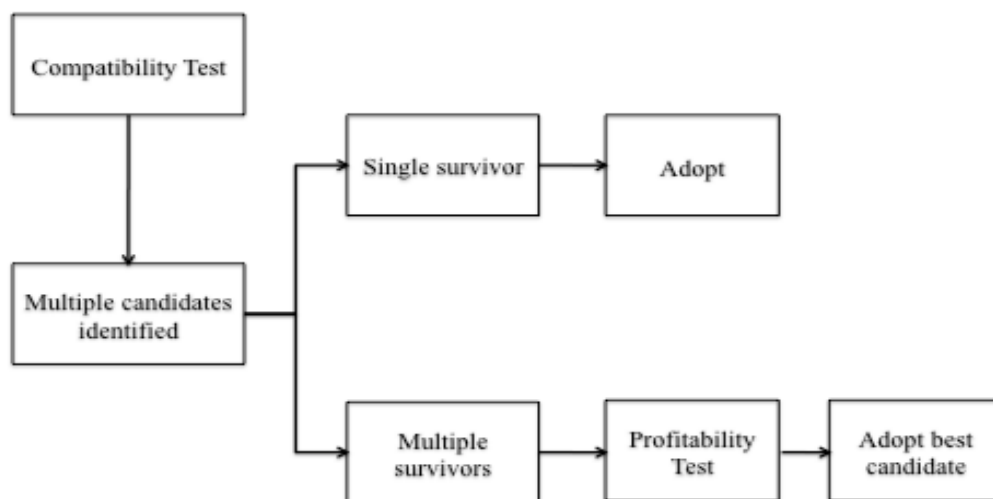 Compatibility Test
Single survivor
Adopt
Multiple candidates
identified
Multiple
survivors
Profitability
Test
Adopt best
candidate